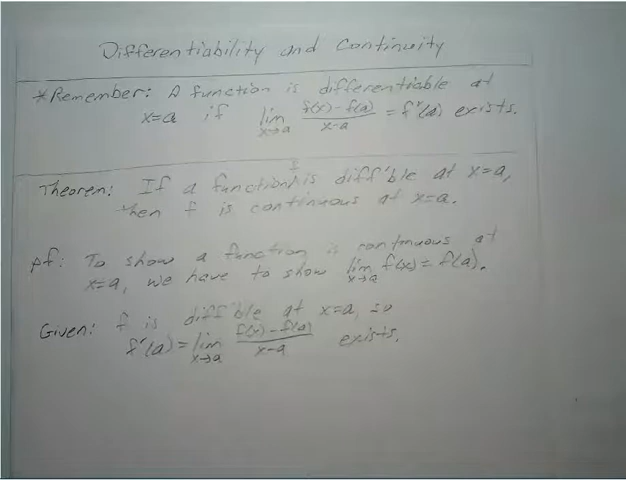 Differentiability and Continuity
*Remember: A function is differentiable at
x=a if lim x→a (f(x)-f(a))/(x-a) = f'(a) exists.
Theorem: If a function f is diff'ble at x=a,
then f is continuous at x=a.
pf: To show a function is continuous at
x=a, we have to show lim x→a f(x)=f(a).
Given: f is diff'ble at x=a, so
f'(a)=lim x→a (f(x)-f(a))/(x-a) exists.